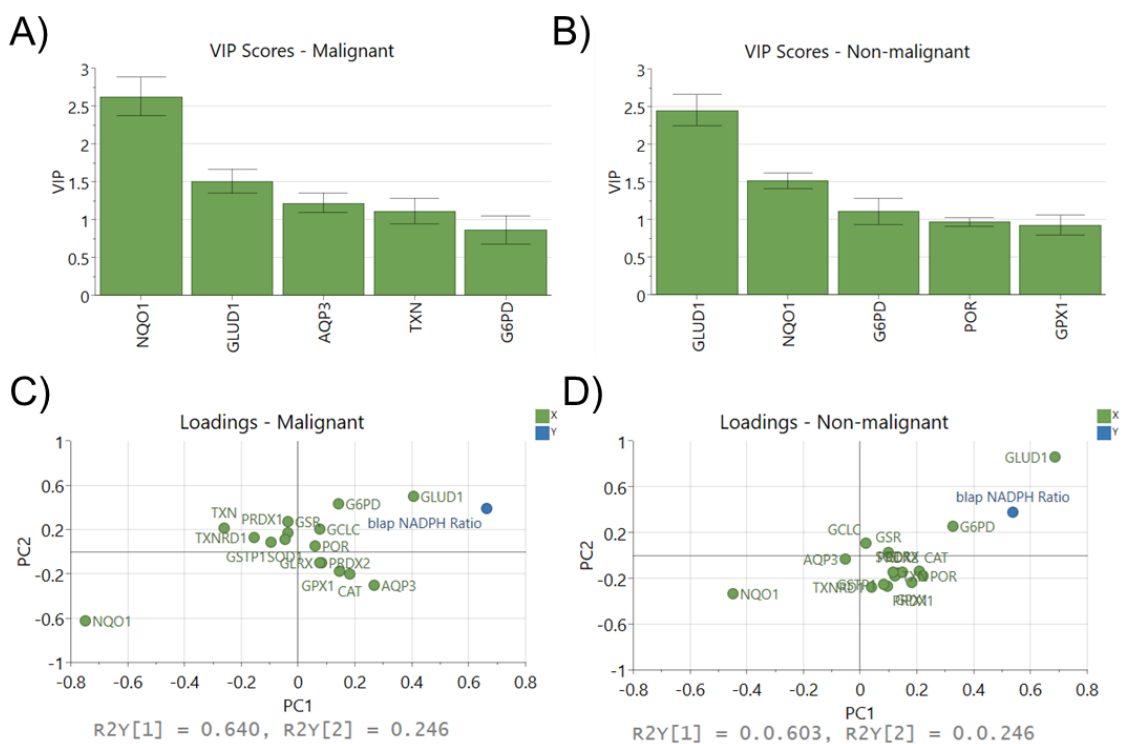 A)
VIP Scores - Malignant
VIP
3
2.5
2
1.5
1
0.5
0
NQO1
GLUD1
AQP3
TXN
G6PD
B)
VIP Scores - Non-malignant
VIP
3
2.5
2
1.5
1
0.5
0
GLUD1
NQO1
G6PD
POR
GPX1
C)
Loadings - Malignant
X
Y
PC2
1
0.6
0.2
-0.2
-0.6
-1
GLUD1
G6PD
blap NADPH Ratio
TXN
PRDX1
GSR
GCLC
TXNRD1
POR
GSTP1
SOD1
GLRX
PRDX2
GPX1
CAT
AQP3
NQO1
-0.8
-0.6
-0.4
-0.2
0
0.2
0.4
0.6
0.8
PC1
R2Y[1] = 0.640, R2Y[2] = 0.246
D)
Loadings - Non-malignant
X
Y
PC2
1
0.6
0.2
-0.2
-0.6
-1
GLUD1
blap NADPH Ratio
G6PD
GCLC
GSR
AQP3
CAT
TXN
POR
TXNRD1
GSTP1
PRDX1
GPX1
NQO1
-0.8
-0.6
-0.4
-0.2
0
0.2
0.4
0.6
0.8
PC1
R2Y[1] = 0.0.603, R2Y[2] = 0.0.246